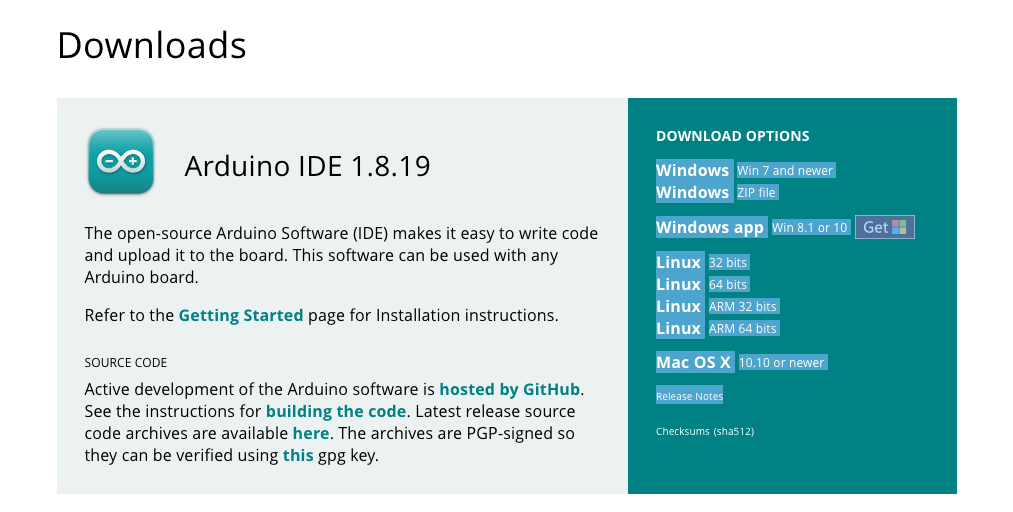 Downloads
Arduino IDE 1.8.19
The open-source Arduino Software (IDE) makes it easy to write code
and upload it to the board. This software can be used with any
Arduino board.
Refer to the Getting Started page for Installation instructions.
SOURCE CODE
Active development of the Arduino software is hosted by GitHub.
See the instructions for building the code. Latest release source
code archives are available here. The archives are PGP-signed so
they can be verified using this gpg key.
DOWNLOAD OPTIONS
Windows Win 7 and newer
Windows ZIP file
Windows app Win 8.1 or 10 Get
Linux 32 bits
Linux 64 bits
Linux ARM 32 bits
Linux ARM 64 bits
Mac OS X 10.10 or newer
Release Notes
Checksums (sha512)